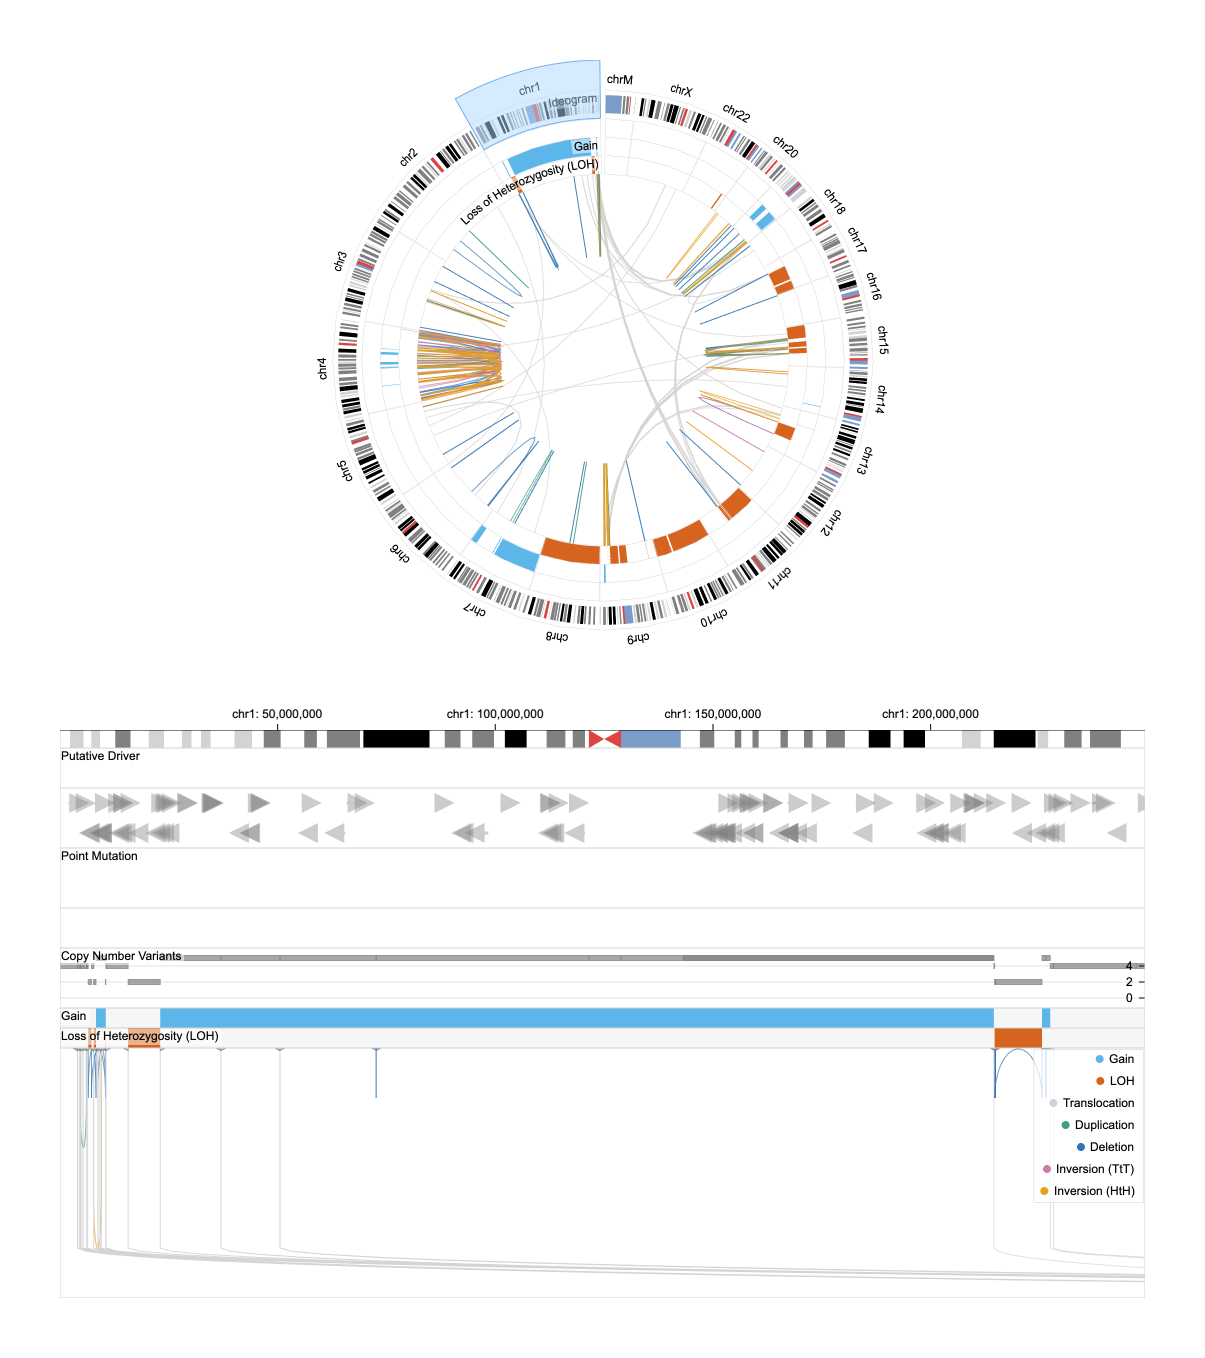 chrM
chrX
chr22
chr20
chr18
chr17
chr16
chr15
chr14
chr13
chr12
chr11
chr10
chr9
chr8
chr7
chr6
chr5
chr4
chr3
chr2
chr1
Ideogram
Gain
Loss of Heterozygosity (LOH)
chr1: 50,000,000
chr1: 100,000,000
chr1: 150,000,000
chr1: 200,000,000
Putative Driver
Point Mutation
Copy Number Variants
4
2
0
Gain
Loss of Heterozygosity (LOH)
Gain
LOH
Translocation
Duplication
Deletion
Inversion (TtT)
Inversion (HtH)